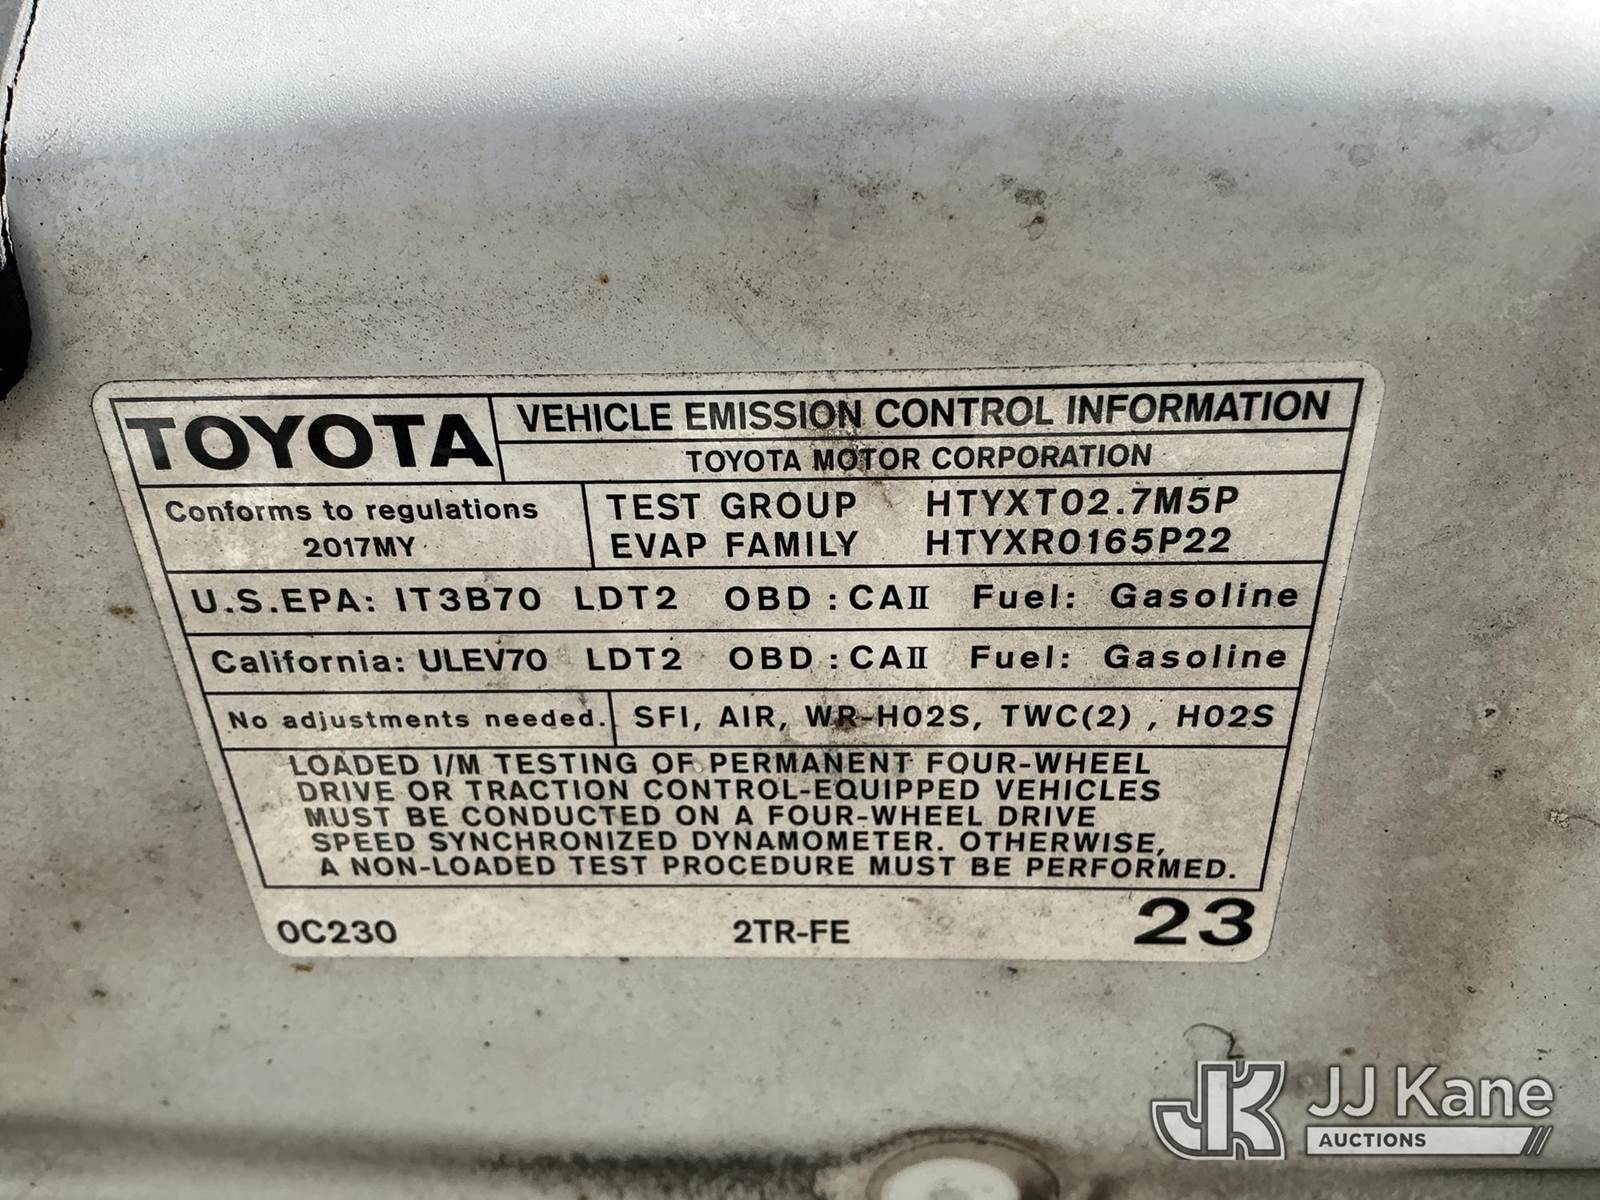 TOYOTA
VEHICLE EMISSION CONTROL INFORMATION
TOYOTA MOTOR CORPORATION
Conforms to regulations
2017MY
TEST GROUP HTYXT02.7M5P
EVAP FAMILY HTYXR0165P22
U.S.EPA: IT3B70 LDT2 OBD : CAII Fuel: Gasoline
California: ULEV70 LDT2 OBD : CAII Fuel: Gasoline
No adjustments needed. SFI, AIR, WR-HO2S, TWC(2) , HO2S
LOADED I/M TESTING OF PERMANENT FOUR-WHEEL
DRIVE OR TRACTION CONTROL-EQUIPPED VEHICLES
MUST BE CONDUCTED ON A FOUR-WHEEL DRIVE
SPEED SYNCHRONIZED DYNAMOMETER. OTHERWISE,
A NON-LOADED TEST PROCEDURE MUST BE PERFORMED.
0C230 2TR-FE 23
JK JJ Kane
AUCTIONS